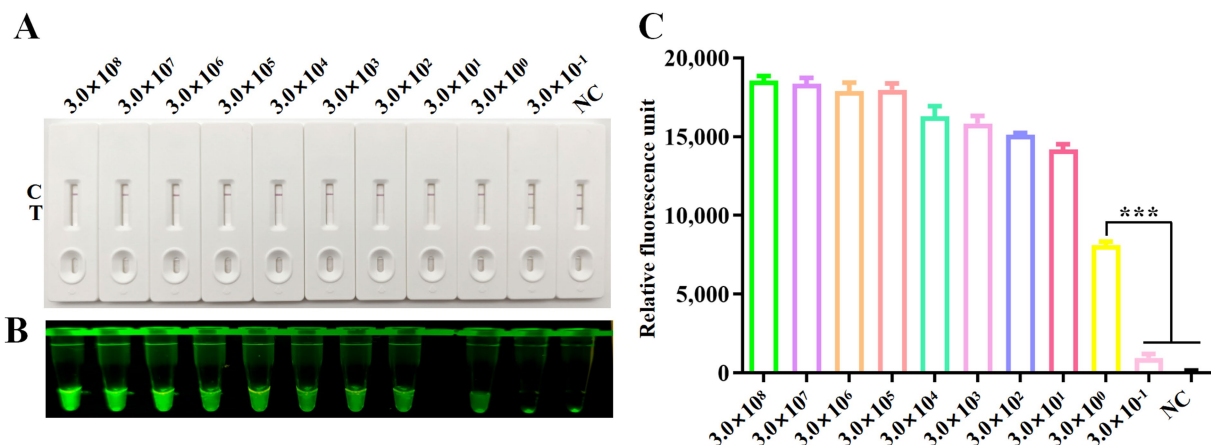 A
3.0×10⁸ 3.0×10⁷ 3.0×10⁶ 3.0×10⁵ 3.0×10⁴ 3.0×10³ 3.0×10² 3.0×10¹ 3.0×10⁰ 3.0×10⁻¹ NC
C
T
B
C
Relative fluorescence unit
20,000
15,000
10,000
5,000
0
***
3.0×10⁸ 3.0×10⁷ 3.0×10⁶ 3.0×10⁵ 3.0×10⁴ 3.0×10³ 3.0×10² 3.0×10¹ 3.0×10⁰ 3.0×10⁻¹ NC